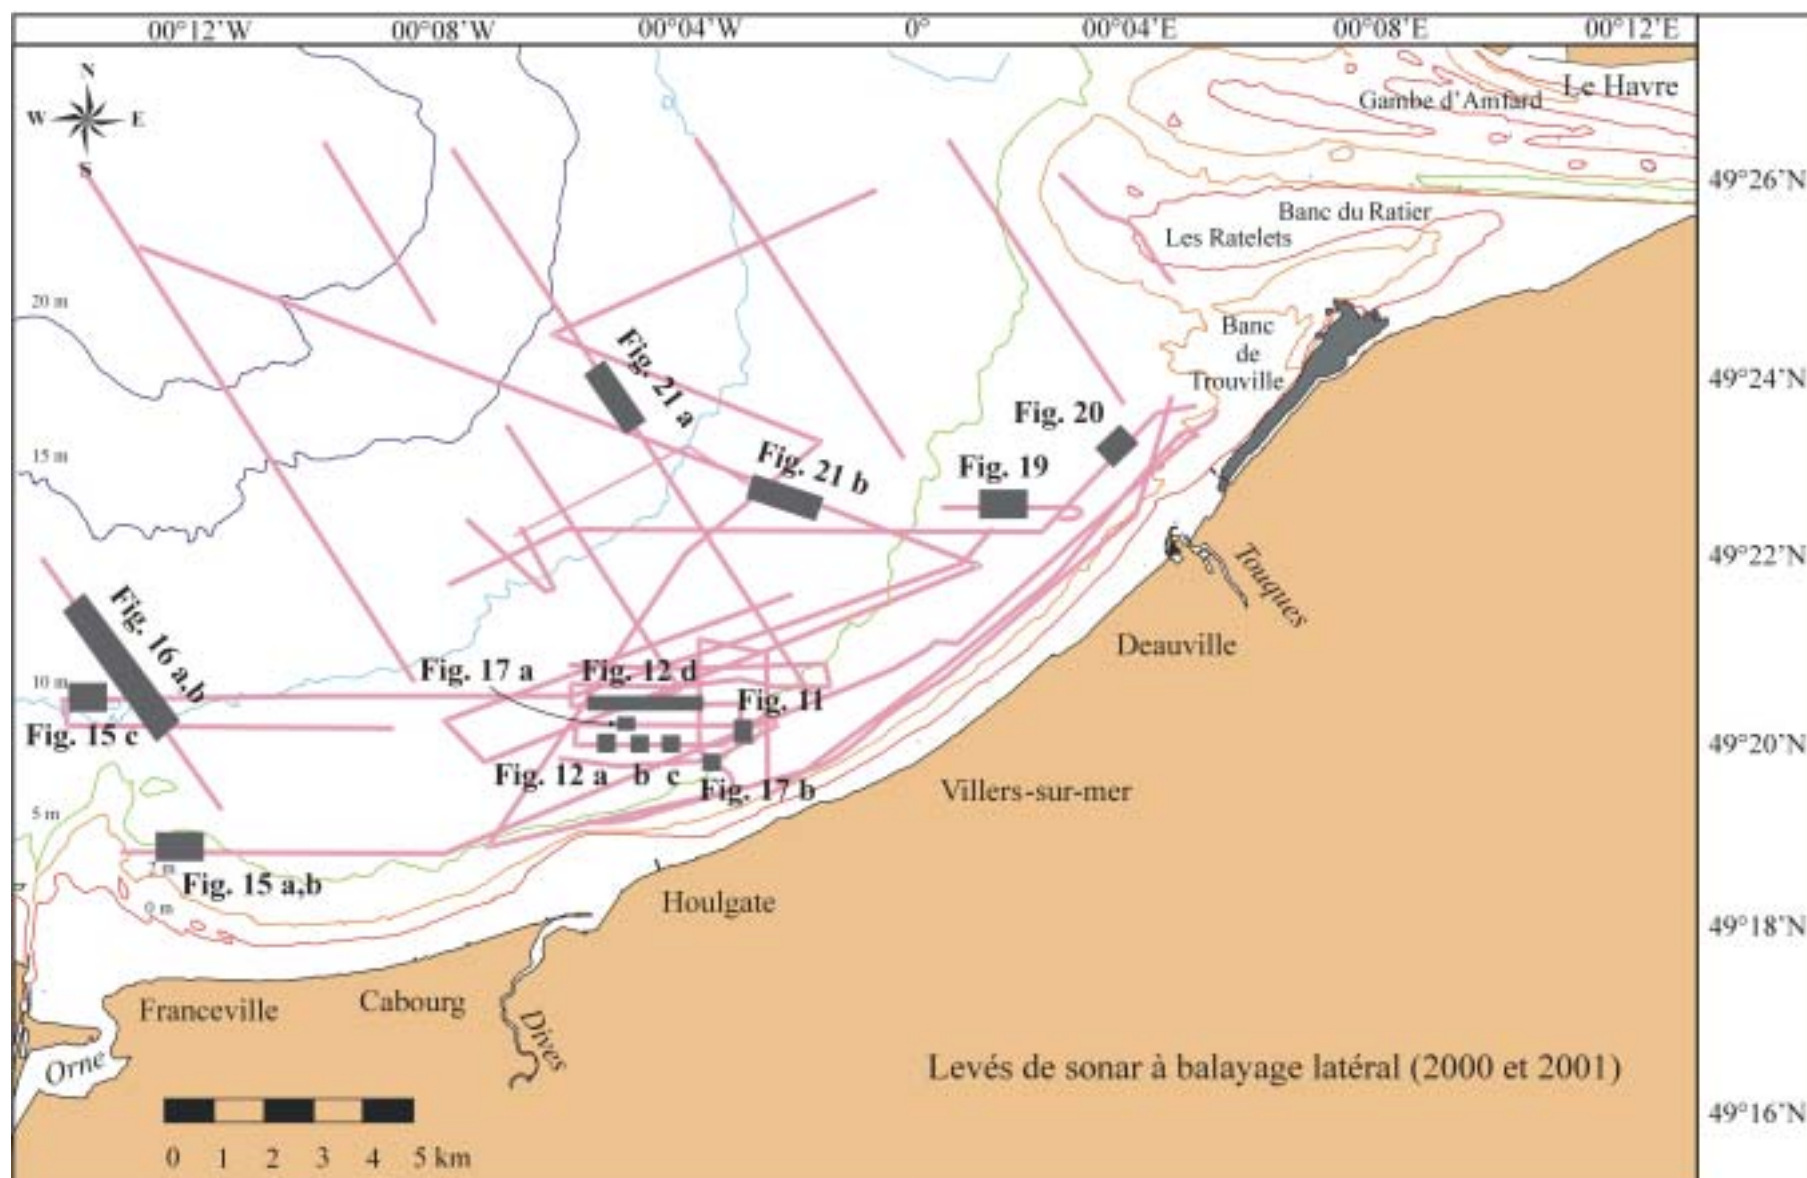 00°12'W 00°08'W 00°04'W 0° 00°04'E 00°08'E 00°12'E
N
W E
S
Le Havre
Gambe d'Amfard
49°26'N
Banc du Ratier
Les Ratelets
20 m
Banc
de
Trouville
49°24'N
Fig. 21 a
Fig. 20
15 m
Fig. 21 b
Fig. 19
49°22'N
Touques
Deauville
Fig. 16 a,b
Fig. 17 a
Fig. 12 d
10 m
Fig. 11
Fig. 15 c
49°20'N
Fig. 12 a b c
Fig. 17 b
Villers-sur-mer
5 m
Fig. 15 a,b
0 m
Houlgate
49°18'N
Franceville
Cabourg
Dives
Orne
Levés de sonar à balayage latéral (2000 et 2001)
49°16'N
0 1 2 3 4 5 km